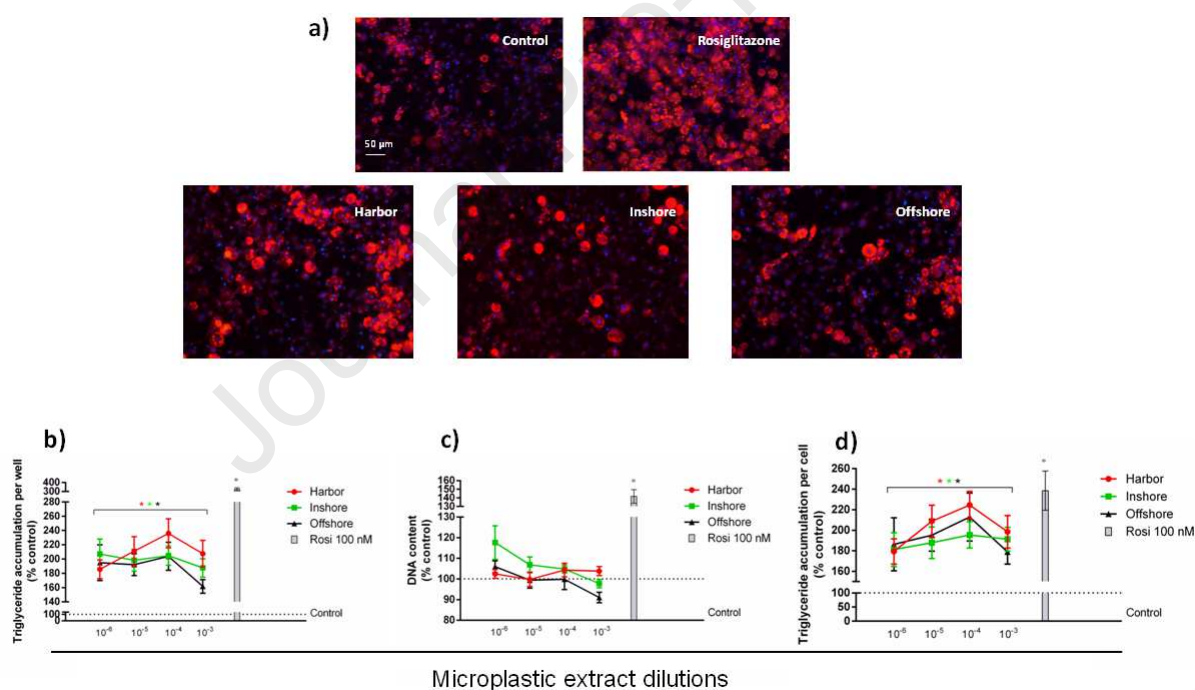 Journal Pre-
a)
Control
Rosiglitazone
50 µm
Harbor
Inshore
Offshore
b)
Triglyceride accumulation per well
(% control)
400
300
280
260
240
220
200
180
160
140
100
0
* * *
*
Harbor
Inshore
Offshore
Rosi 100 nM
Control
10⁻⁶ 10⁻⁵ 10⁻⁴ 10⁻³
c)
DNA content
(% control)
160
150
140
130
120
110
100
90
80
*
Harbor
Inshore
Offshore
Rosi 100 nM
Control
10⁻⁶ 10⁻⁵ 10⁻⁴ 10⁻³
d)
Triglyceride accumulation per cell
(% control)
260
240
220
200
180
160
100
50
0
* * *
*
Harbor
Inshore
Offshore
Rosi 100 nM
Control
10⁻⁶ 10⁻⁵ 10⁻⁴ 10⁻³
Microplastic extract dilutions